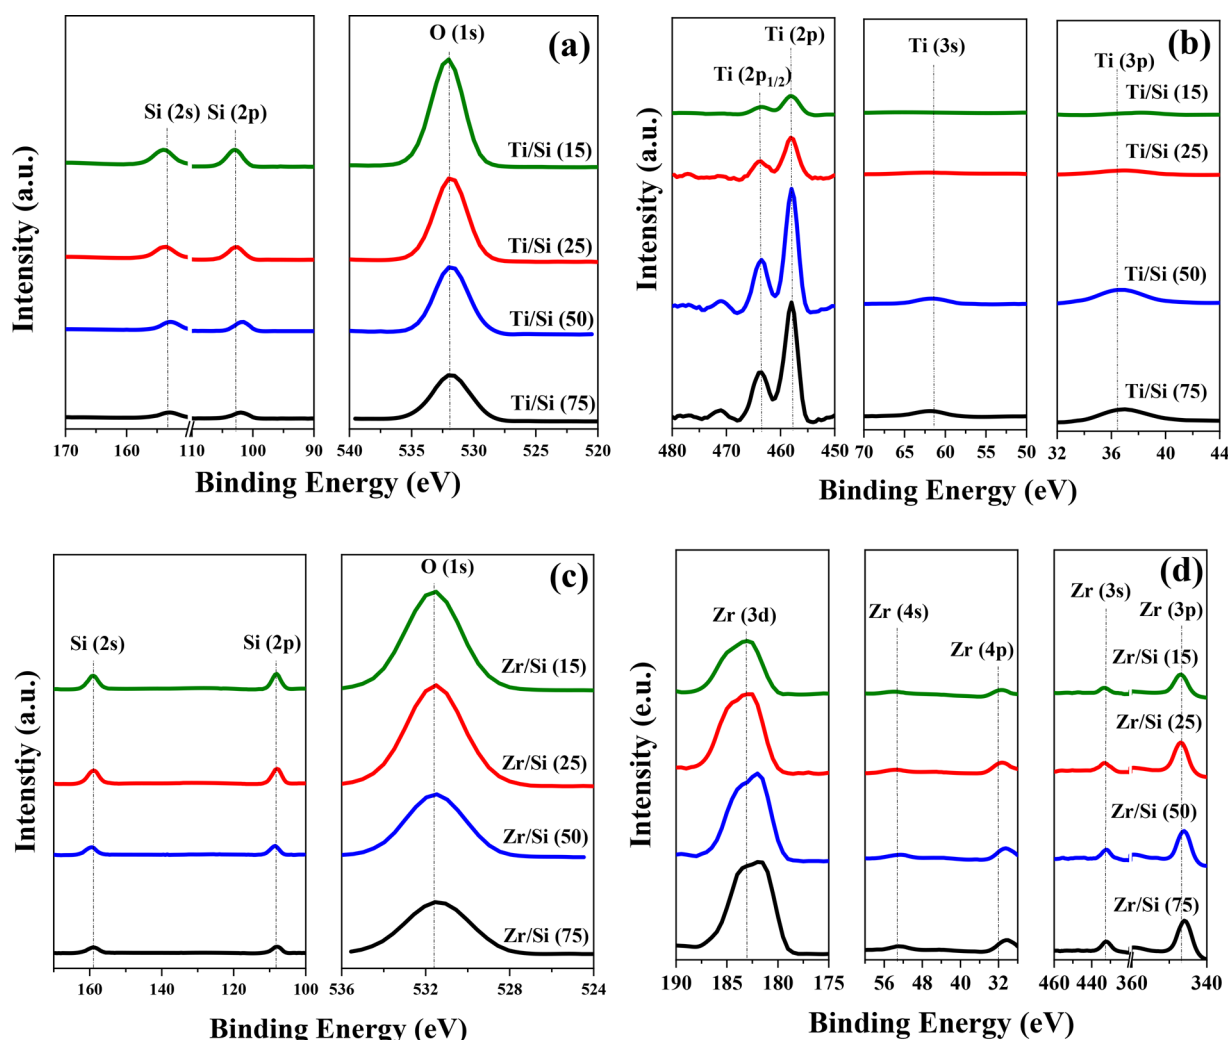 O (1s)
(a)
Si (2s)
Si (2p)
Ti/Si (15)
Ti/Si (25)
Ti/Si (50)
Ti/Si (75)
Intensity (a.u.)
170 160 110 100 90
540 535 530 525 520
Binding Energy (eV)
(b)
Ti (2p)
Ti (2p1/2)
Ti (3s)
Ti (3p)
Ti/Si (15)
Ti/Si (25)
Ti/Si (50)
Ti/Si (75)
Intensity (a.u.)
480 470 460 450
70 65 60 55 50
32 36 40 44
Binding Energy (eV)
O (1s)
(c)
Si (2s)
Si (2p)
Zr/Si (15)
Zr/Si (25)
Zr/Si (50)
Zr/Si (75)
Intenstiy (a.u.)
160 140 120 100
536 532 528 524
Binding Energy (eV)
(d)
Zr (3d)
Zr (4s)
Zr (4p)
Zr (3s)
Zr (3p)
Zr/Si (15)
Zr/Si (25)
Zr/Si (50)
Zr/Si (75)
Intensity (e.u.)
190 185 180 175
56 48 40 32
460 440 360 340
Binding Energy (eV)